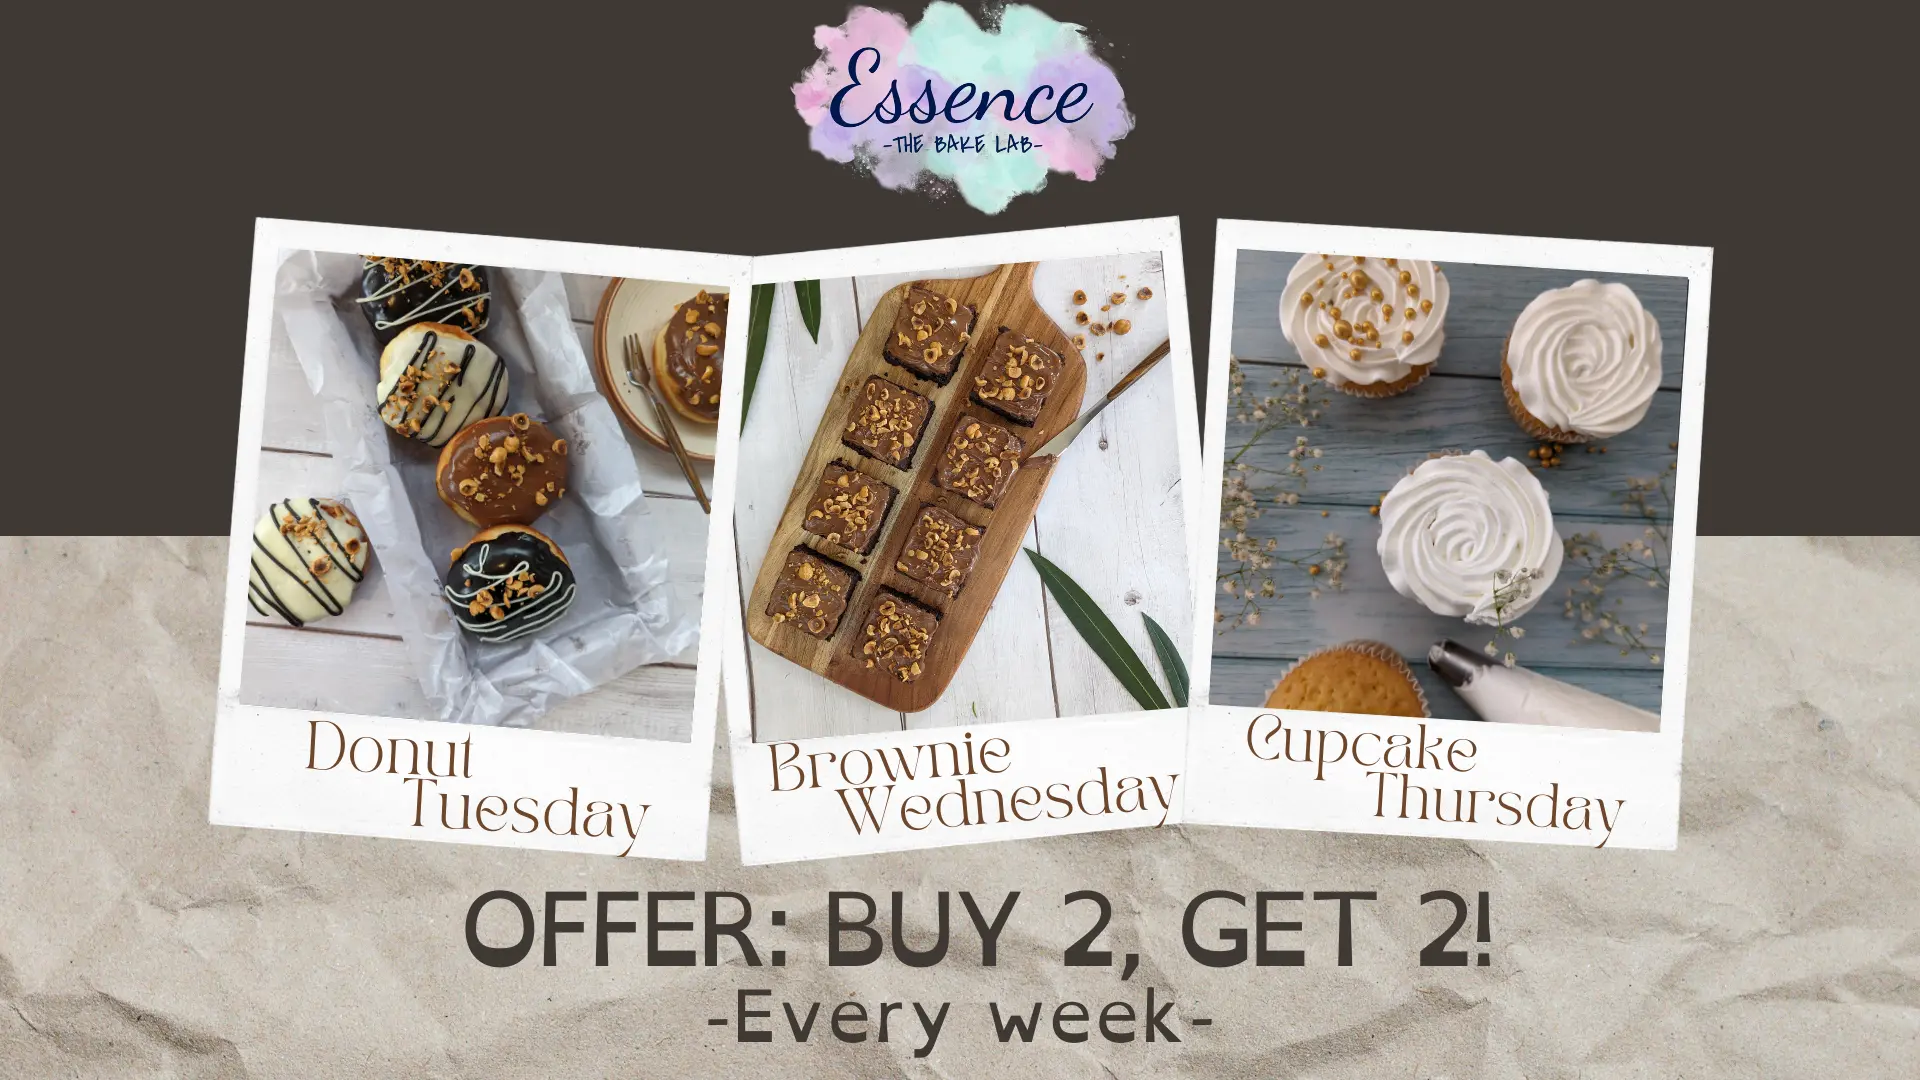 Essence
-THE BAKE LAB-
Donut
Tuesday
Brownie
Wednesday
Cupcake
Thursday
OFFER: BUY 2, GET 2!
-Every week-